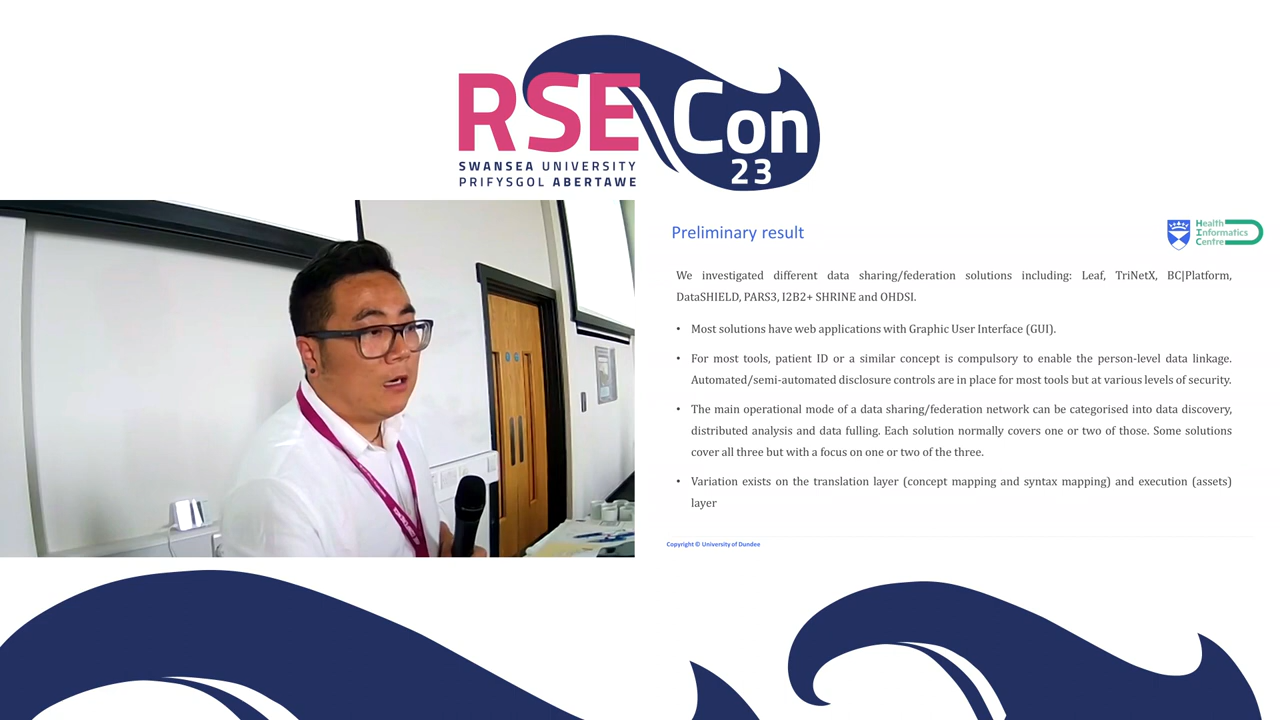 RSE Con
23
SWANSEA UNIVERSITY
PRIFYSGOL ABERTAWE
Preliminary result
Health
Informatics
Centre
We investigated different data sharing/federation solutions including: Leaf, TriNetX, BC|Platform,
DataSHIELD, PARS3, I2B2+ SHRINE and OHDSI.
• Most solutions have web applications with Graphic User Interface (GUI).
• For most tools, patient ID or a similar concept is compulsory to enable the person-level data linkage.
Automated/semi-automated disclosure controls are in place for most tools but at various levels of security.
• The main operational mode of a data sharing/federation network can be categorised into data discovery,
distributed analysis and data fulling. Each solution normally covers one or two of those. Some solutions
cover all three but with a focus on one or two of the three.
• Variation exists on the translation layer (concept mapping and syntax mapping) and execution (assets)
layer
Copyright © University of Dundee